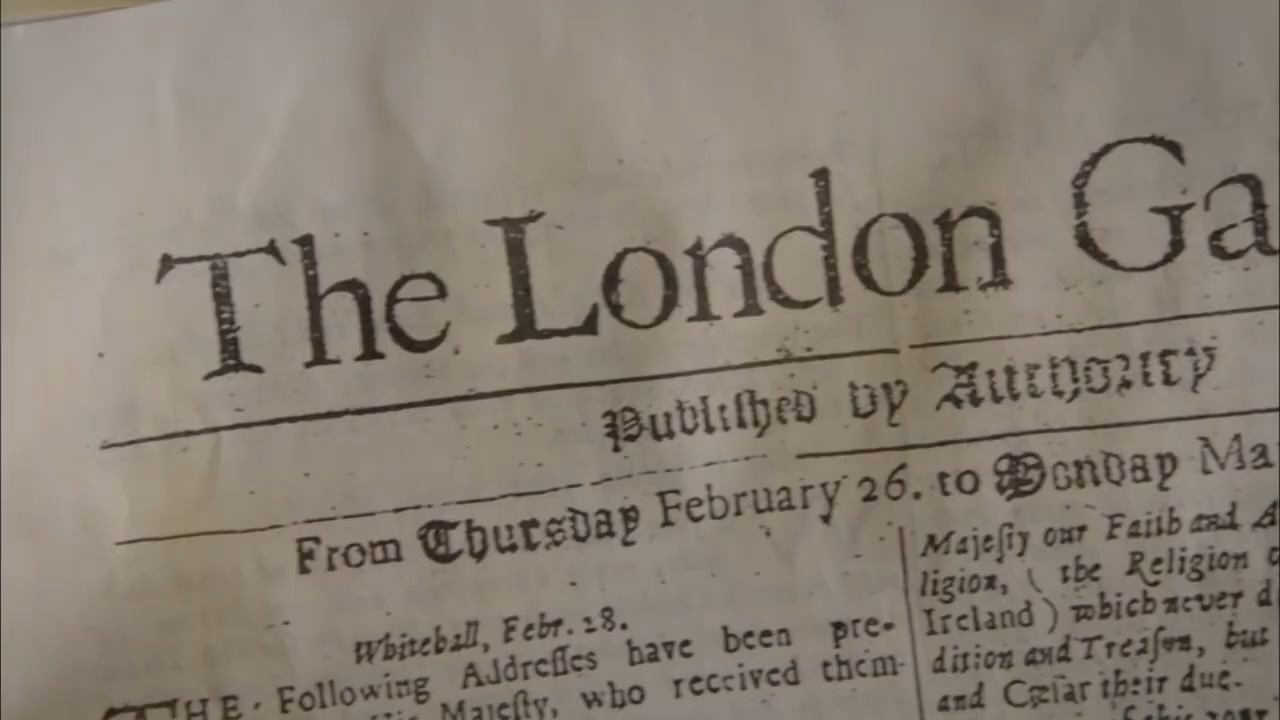 The London Ga
Publiſhed by Authority
From Thursday February 26. to Monday Ma
Whitehall, Febr. 28.
THE Following Addreſſes have been pre-
Majeſty, who received them
Majeſty our Faith and A
ligion, ( the Religion o
Ireland ) which never d
dition and Treaſon, but
and Cæſar their due.